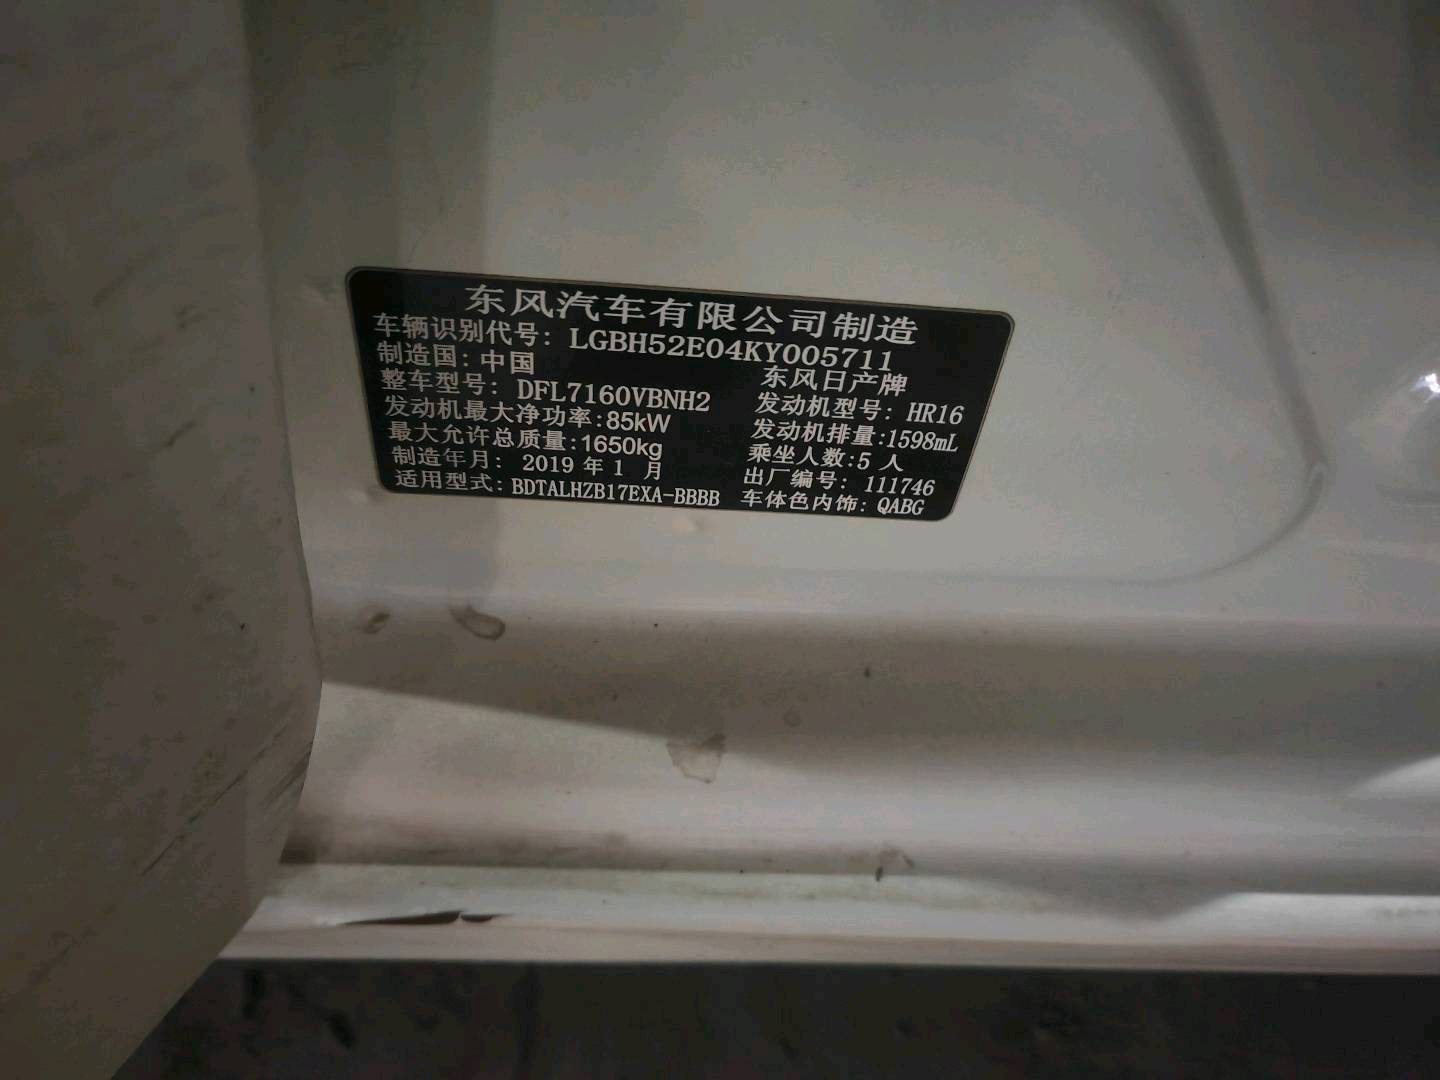 东风汽车有限公司制造
车辆识别代号: LGBH52E04KY005711
制造国: 中国 东风日产牌
整车型号: DFL7160VBNH2 发动机型号: HR16
发动机最大净功率:85kW 发动机排量:1598mL
最大允许总质量:1650kg 乘坐人数:5 人
制造年月: 2019 年 1 月 出厂编号: 111746
适用型式:BDTALHZB17EXA-BBBB 车体色内饰: QABG